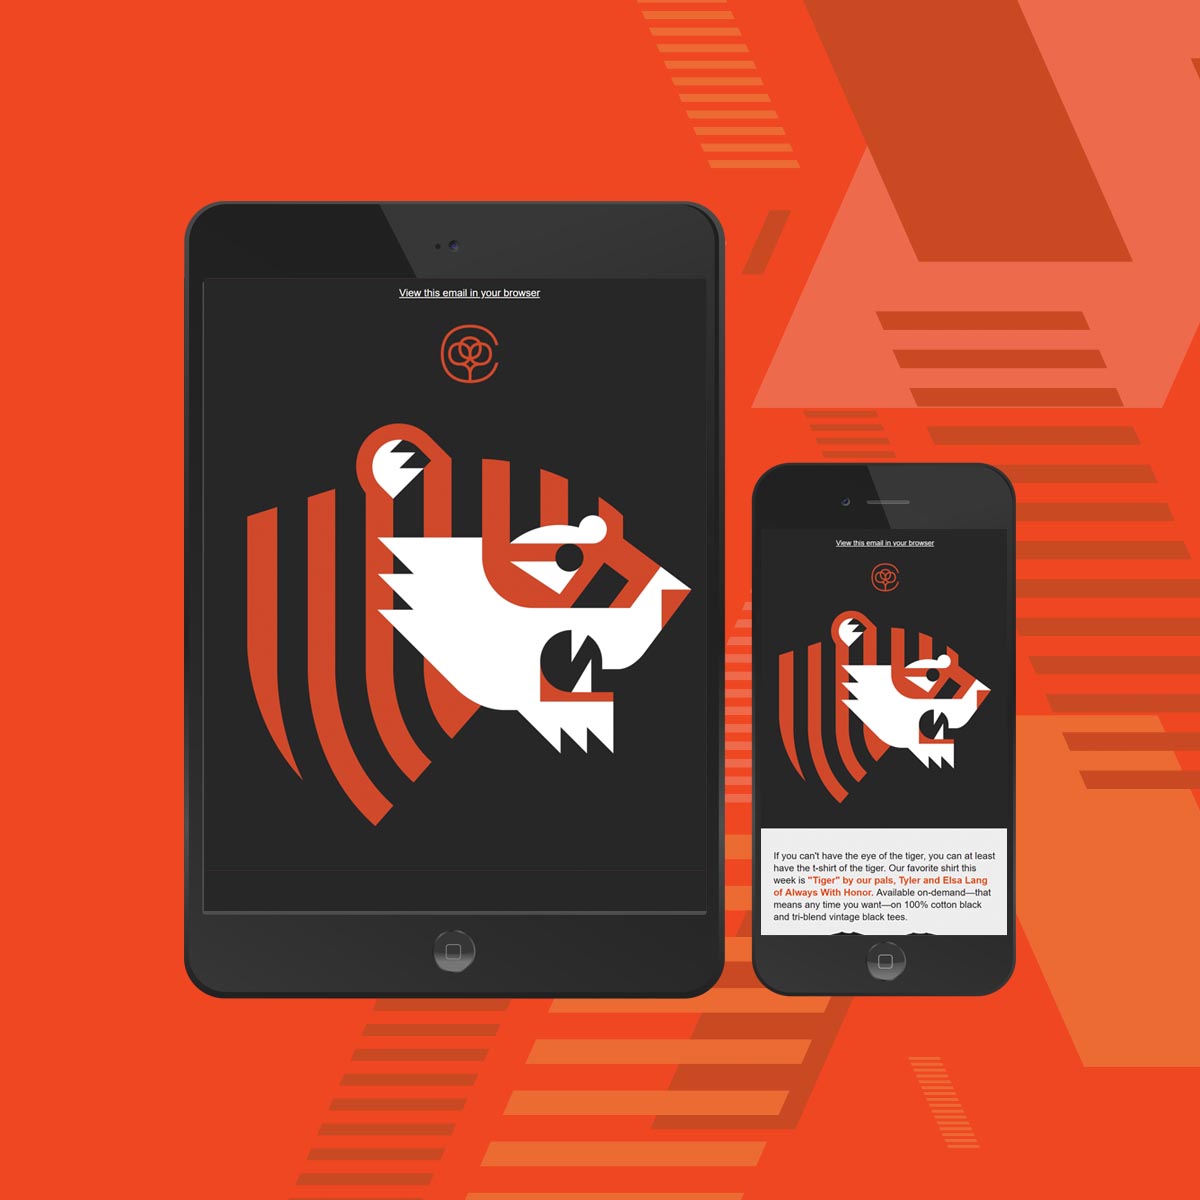 View this email in your browser
View this email in your browser
If you can't have the eye of the tiger, you can at least
have the t-shirt of the tiger. Our favorite shirt this
week is "Tiger" by our pals, Tyler and Elsa Lang
of Always With Honor. Available on-demand—that
means any time you want—on 100% cotton black
and tri-blend vintage black tees.